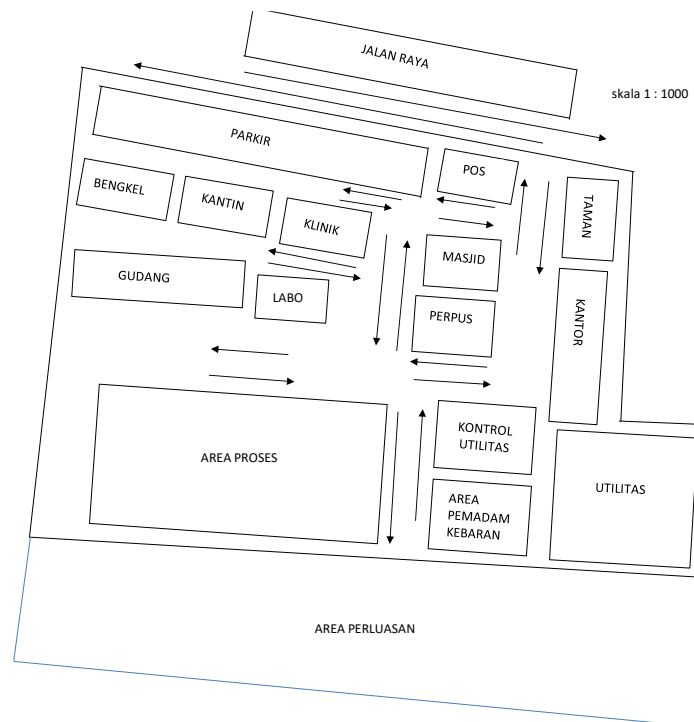 JALAN RAYA
skala 1 : 1000
PARKIR
POS
BENGKEL
KANTIN
KLINIK
TAMAN
MASJID
GUDANG
LABO
PERPUS
KANTOR
KONTROL
UTILITAS
AREA PROSES
UTILITAS
AREA
PEMADAM
KEBARAN
AREA PERLUASAN